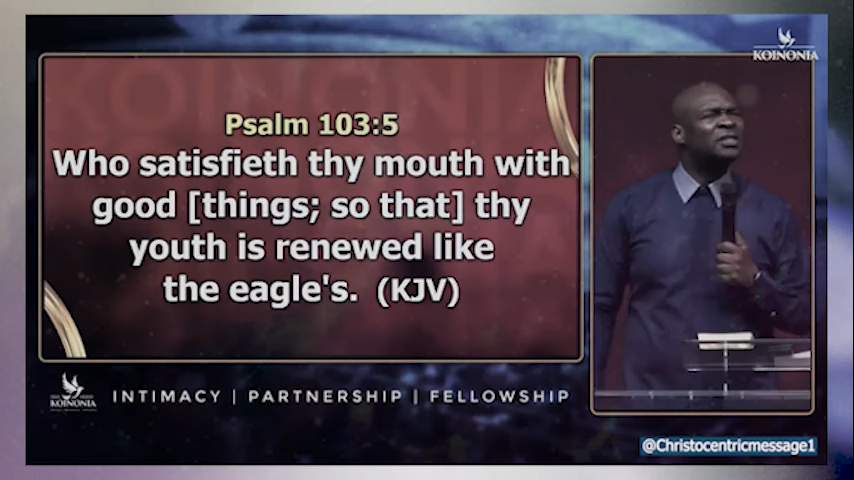 KOINONIA
Psalm 103:5
Who satisfieth thy mouth with
good [things; so that] thy
youth is renewed like
the eagle's. (KJV)
KOINONIA
INTIMACY | PARTNERSHIP | FELLOWSHIP
@Christocentricmessage1